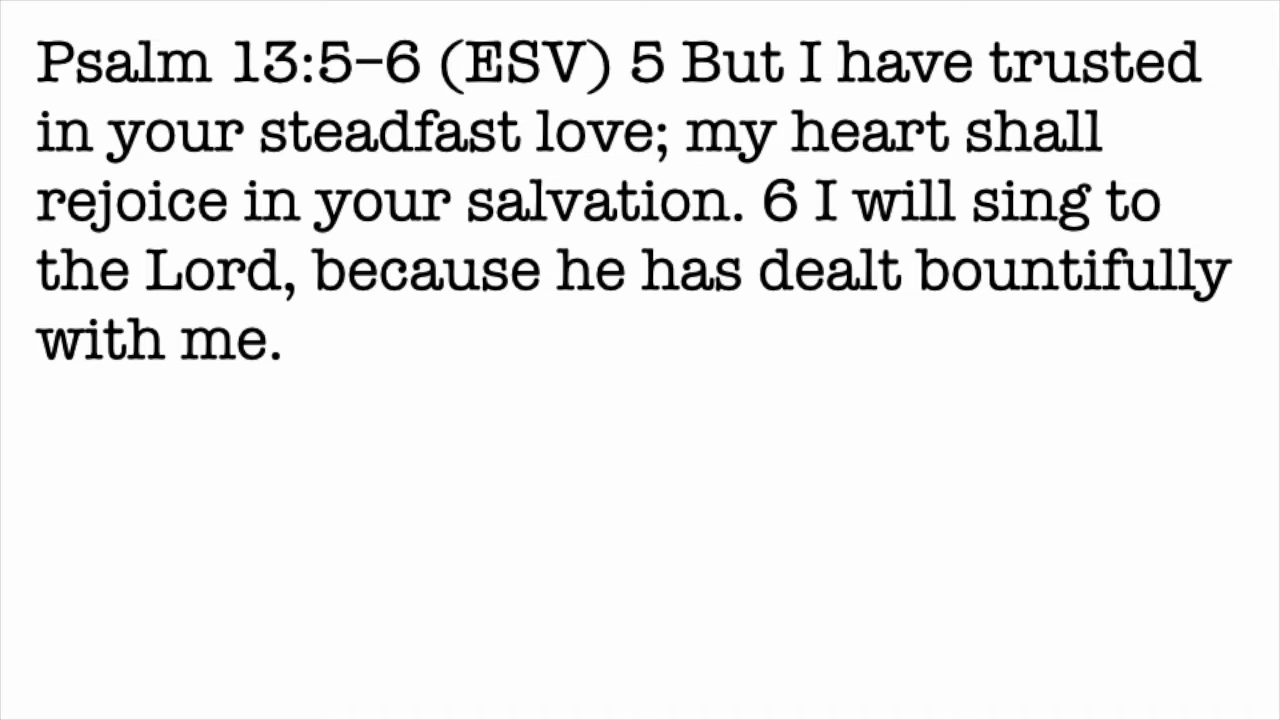 Psalm 13:5–6 (ESV) 5 But I have trusted
in your steadfast love; my heart shall
rejoice in your salvation. 6 I will sing to
the Lord, because he has dealt bountifully
with me.